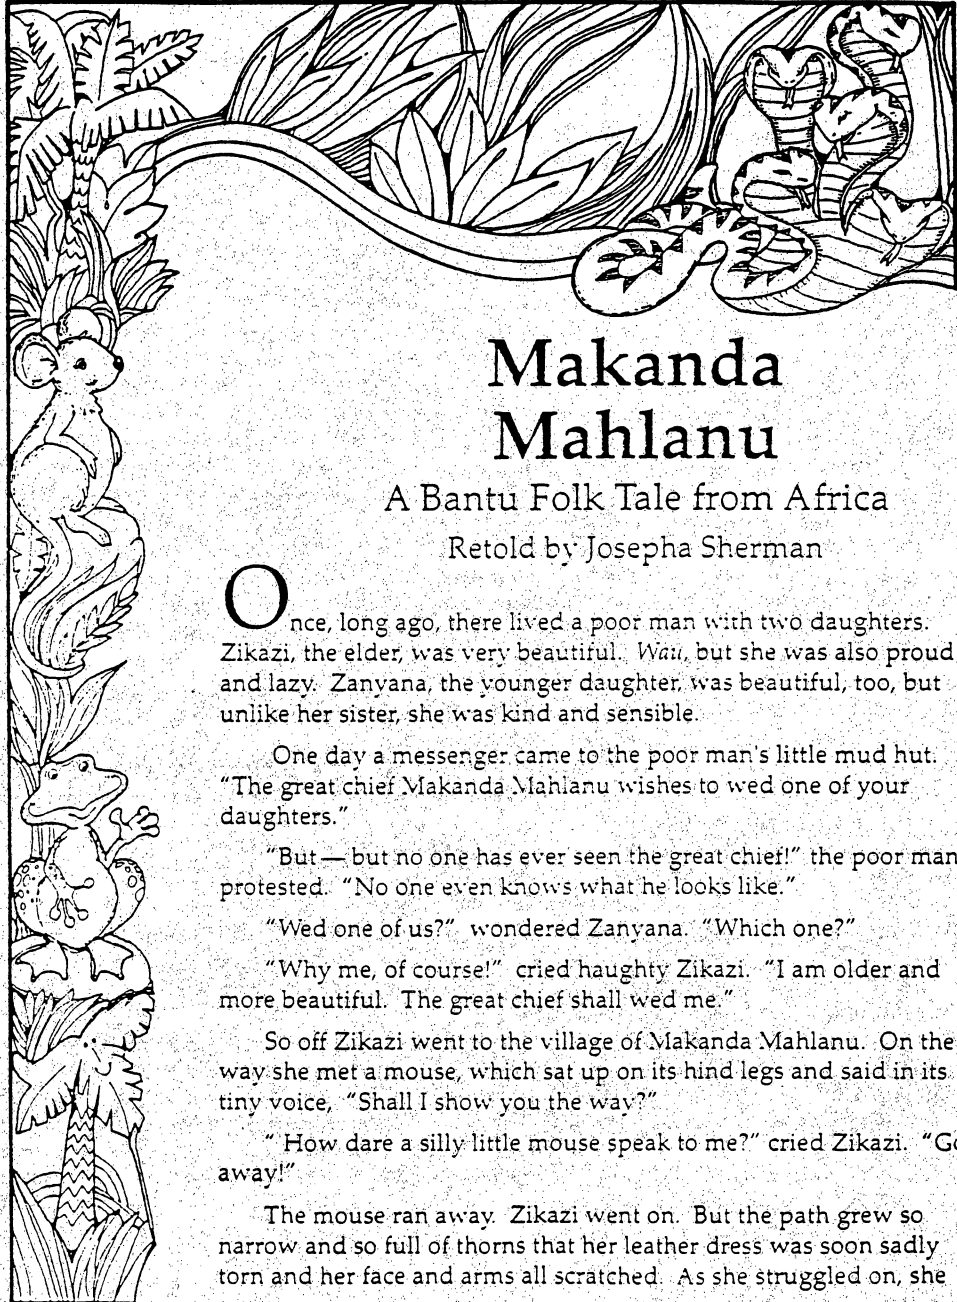 Makanda
Mahlanu
A Bantu Folk Tale from Africa
Retold by Josepha Sherman
Once, long ago, there lived a poor man with two daughters.
Zikazi, the elder, was very beautiful. Wau, but she was also proud
and lazy. Zanyana, the younger daughter, was beautiful, too, but
unlike her sister, she was kind and sensible.
One day a messenger came to the poor man's little mud hut.
"The great chief Makanda Mahlanu wishes to wed one of your
daughters."
"But — but no one has ever seen the great chief!" the poor man
protested. "No one even knows what he looks like."
"Wed one of us?" wondered Zanyana. "Which one?"
"Why me, of course!" cried haughty Zikazi. "I am older and
more beautiful. The great chief shall wed me."
So off Zikazi went to the village of Makanda Mahlanu. On the
way she met a mouse, which sat up on its hind legs and said in its
tiny voice, "Shall I show you the way?"
" How dare a silly little mouse speak to me?" cried Zikazi. "Go
away!"
The mouse ran away. Zikazi went on. But the path grew so
narrow and so full of thorns that her leather dress was soon sadly
torn and her face and arms all scratched. As she struggled on, she